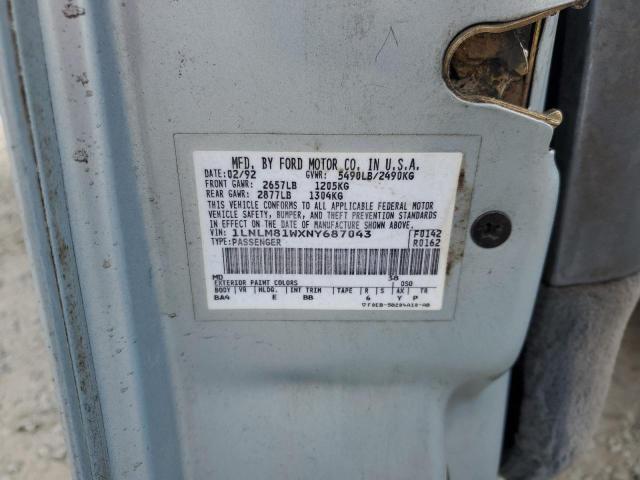 MFD. BY FORD MOTOR CO. IN U.S.A.
DATE: 02/92 GVWR: 5490LB/2490KG
FRONT GAWR: 2657LB 1205KG
REAR GAWR: 2877LB 1304KG
THIS VEHICLE CONFORMS TO ALL APPLICABLE FEDERAL MOTOR
VEHICLE SAFETY, BUMPER, AND THEFT PREVENTION STANDARDS
IN EFFECT ON THE DATE OF MANUFACTURE SHOWN ABOVE.
VIN: 1LNLM81WXNY687043 F0142
TYPE: PASSENGER R0162
MD 38
EXTERIOR PAINT COLORS DSO
BODY VR MLDG. INT TRIM TAPE R S AX TR
BA4 E BB 6 Y P